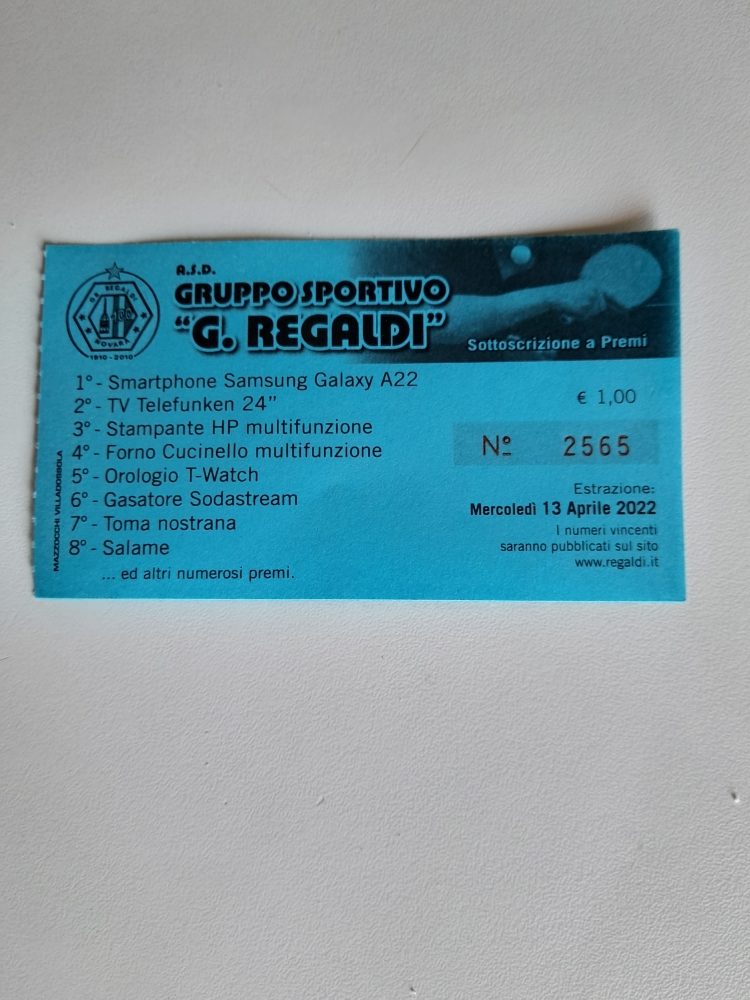 A.S.D.
GRUPPO SPORTIVO
“G. REGALDI”
Sottoscrizione a Premi
G.S. REGALDI
NOVARA
1910-2010
1° - Smartphone Samsung Galaxy A22
2° - TV Telefunken 24”
3° - Stampante HP multifunzione
4° - Forno Cucinello multifunzione
5° - Orologio T-Watch
6° - Gasatore Sodastream
7° - Toma nostrana
8° - Salame
... ed altri numerosi premi.
€ 1,00
Nº 2565
Estrazione:
Mercoledì 13 Aprile 2022
I numeri vincenti
saranno pubblicati sul sito
www.regaldi.it
MAZZOCCHI VILLADOSSOLA